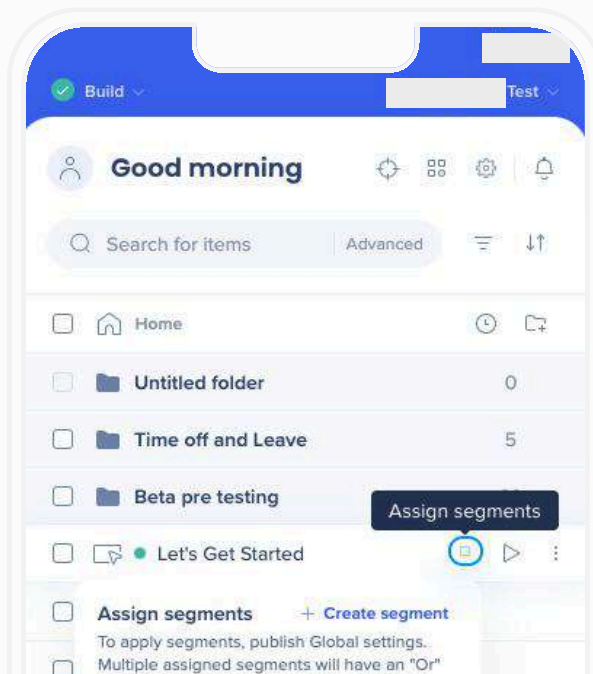 Build
Test
Good morning
Search for items
Advanced
Home
Untitled folder 0
Time off and Leave 5
Beta pre testing
Assign segments
Let's Get Started
Assign segments + Create segment
To apply segments, publish Global settings.
Multiple assigned segments will have an "Or"